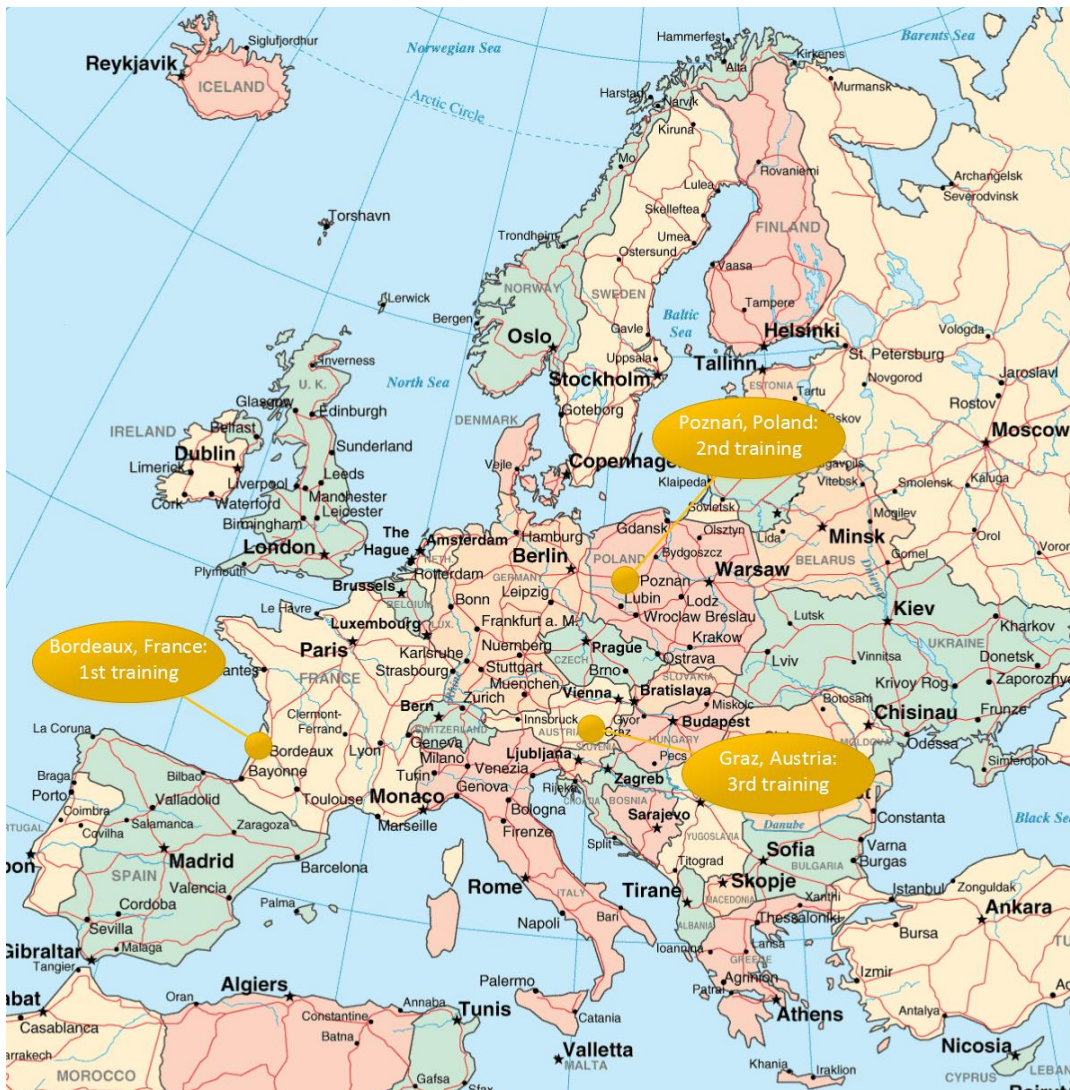 Siglufjordhur
Reykjavik
ICELAND
Norwegian Sea
Arctic Circle
Hammerfest
Kirkenes
Barents Sea
Alta
Harstad
Narvik
Murmansk
Kiruna
Mo
Rovaniemi
Archangelsk
Severodvinsk
Lulea
Skelleftea
Torshavn
Trondheim
Umea
Ostersund
FINLAND
Vaasa
NORWAY
SWEDEN
Lerwick
Bergen
Tampere
Baltic
Sea
Oslo
Gavle
Helsinki
Vologda
Uppsala
Tallinn
St. Petersburg
Inverness
Stockholm
Novgorod
Jaroslavl
U. K.
North Sea
ESTONIA
Tartu
Rostov
Glasgow
Edinburgh
Goteborg
DENMARK
Poznań, Poland:
2nd training
Moscow
IRELAND
Belfast
Sunderland
Dublin
Vejle
Copenhagen
Klaipeda
Vitebsk
Smolensk
Kaluga
Limerick
Leeds
Liverpool
Manchester
Cork
Waterford
Leicester
Sovietsk
Mogilev
Birmingham
Gdansk
Olsztyn
Lida
Minsk
Orol
The
Hague
Amsterdam
Hamburg
London
Berlin
POLAND
Bydgoszcz
BELARUS
Gomel
Voron
Plymouth
NETH.
Rotterdam
GERMANY
Poznan
Warsaw
Dnieper
Brussels
BELGIUM
Leipzig
Lubin
Lodz
Le Havre
Bonn
Wroclaw Breslau
Lutsk
Kiev
Luxembourg
LUX.
Frankfurt a. M.
Kharkov
Bordeaux, France:
1st training
Paris
Karlsruhe
Nuernberg
Prague
Krakow
UKRAINE
Strasbourg
Stuttgart
CZECH
Brno
Ostrava
Lviv
Vinnitsa
Donetsk
antes
FRANCE
Rhine
Muenchen
SLOVAKIA
Krivoy Rog
Zaporozhye
Zurich
Vienna
Bratislava
Miskolc
Botosani
Bern
Innsbruck
AUSTRIA
Gyor
Budapest
Chisinau
Frunze
Clermont-
Ferrand
SWITZERLAND
Graz
HUNGARY
MOLDOVA
Odessa
La Coruna
Bordeaux
Lyon
Geneva
Milano
Ljubljana
SLOVENIA
Pecs
Graz, Austria:
3rd training
Simferopol
Bilbao
Bayonne
Turin
Venezia
Zagreb
Braga
Porto
Valladolid
Toulouse
Monaco
Genova
Rijeka
CROATIA
BOSNIA
Constanta
Coimbra
Salamanca
Zaragoza
Marseille
Bologna
Sarajevo
Danube
Black Sea
PORTUGAL
Covilha
Firenze
YUGOSLAVIA
Split
Varna
Madrid
Barcelona
Titograd
Sofia
BULGARIA
Burgas
SPAIN
Valencia
Rome
ITALY
Tirane
Skopje
MACEDONIA
Xanthi
Istanbul
Zonguldak
Cordoba
Palma
Napoli
Bari
Thessaloniki
Ankara
Sevilla
ALBANIA
Bursa
Gibraltar
Malaga
Ioannina
Larisa
GREECE
Tangier
Algiers
Palermo
Agrinion
Izmir
Oran
Annaba
Tunis
Patrai
Athens
Casablanca
Constantine
Catania
Antalya
Batna
Valletta
MALTA
Nicosia
MOROCCO
Gafsa
Sfax
Khania
Iraklion
CYPRUS